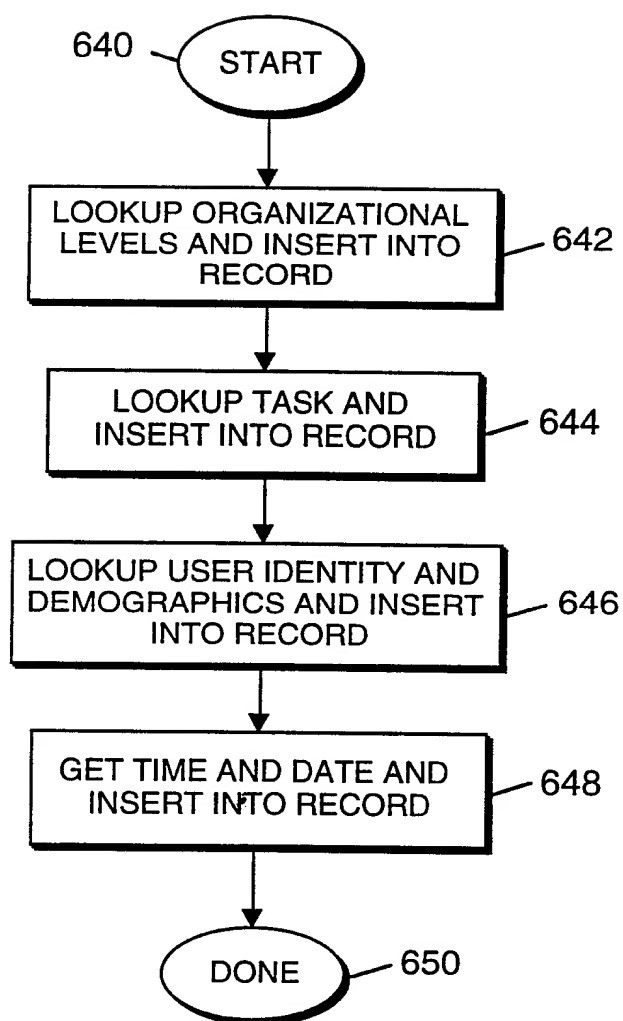 640
START
LOOKUP ORGANIZATIONAL
LEVELS AND INSERT INTO
RECORD
642
LOOKUP TASK AND
INSERT INTO RECORD
644
LOOKUP USER IDENTITY AND
DEMOGRAPHICS AND INSERT
INTO RECORD
646
GET TIME AND DATE AND
INSERT INTO RECORD
648
DONE
650